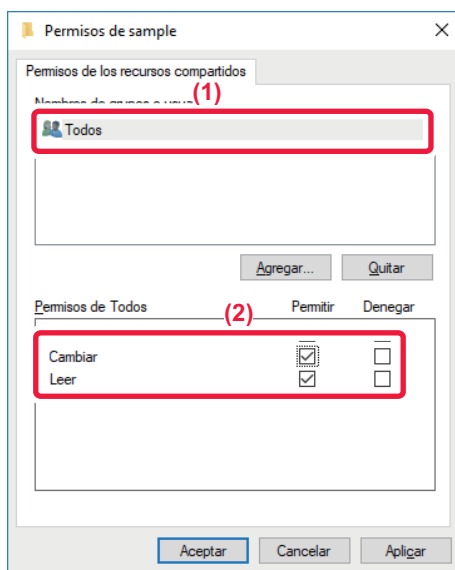 Permisos de sample
Permisos de los recursos compartidos
(1)
Todos
Agregar... Quitar
Permisos de Todos (2) Permitir Denegar
Cambiar
Leer
Aceptar Cancelar Aplicar